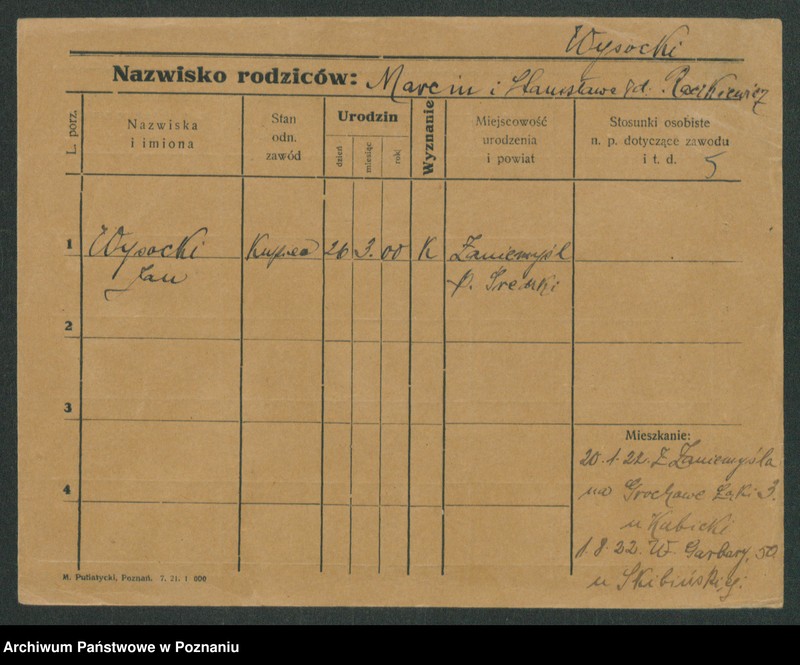 Wysocki
Nazwisko rodziców: Marcin i Stanisława
L. porz.
Nazwiska
i imiona
Stan
odn.
zawód
Urodzin
dzień
miesiąc
rok
Wyznanie
Miejscowość
urodzenia
i powiat
Stosunki osobiste
n. p. dotyczące zawodu
i t. d.
5
1 Wysocki Kupiec 26 3. 00 K Zaniemyśl
Jan p. Średzki
2
3
4
Mieszkanie:
20.1.22. Z Zaniemyśla
na Grochowe Łąki 3.
u Kubicki
1.8.22. W. Garbary. 50
u Skibińskiej.
M. Putiatycki, Poznań. 7. 21. 1 000
Archiwum Państwowe w Poznaniu